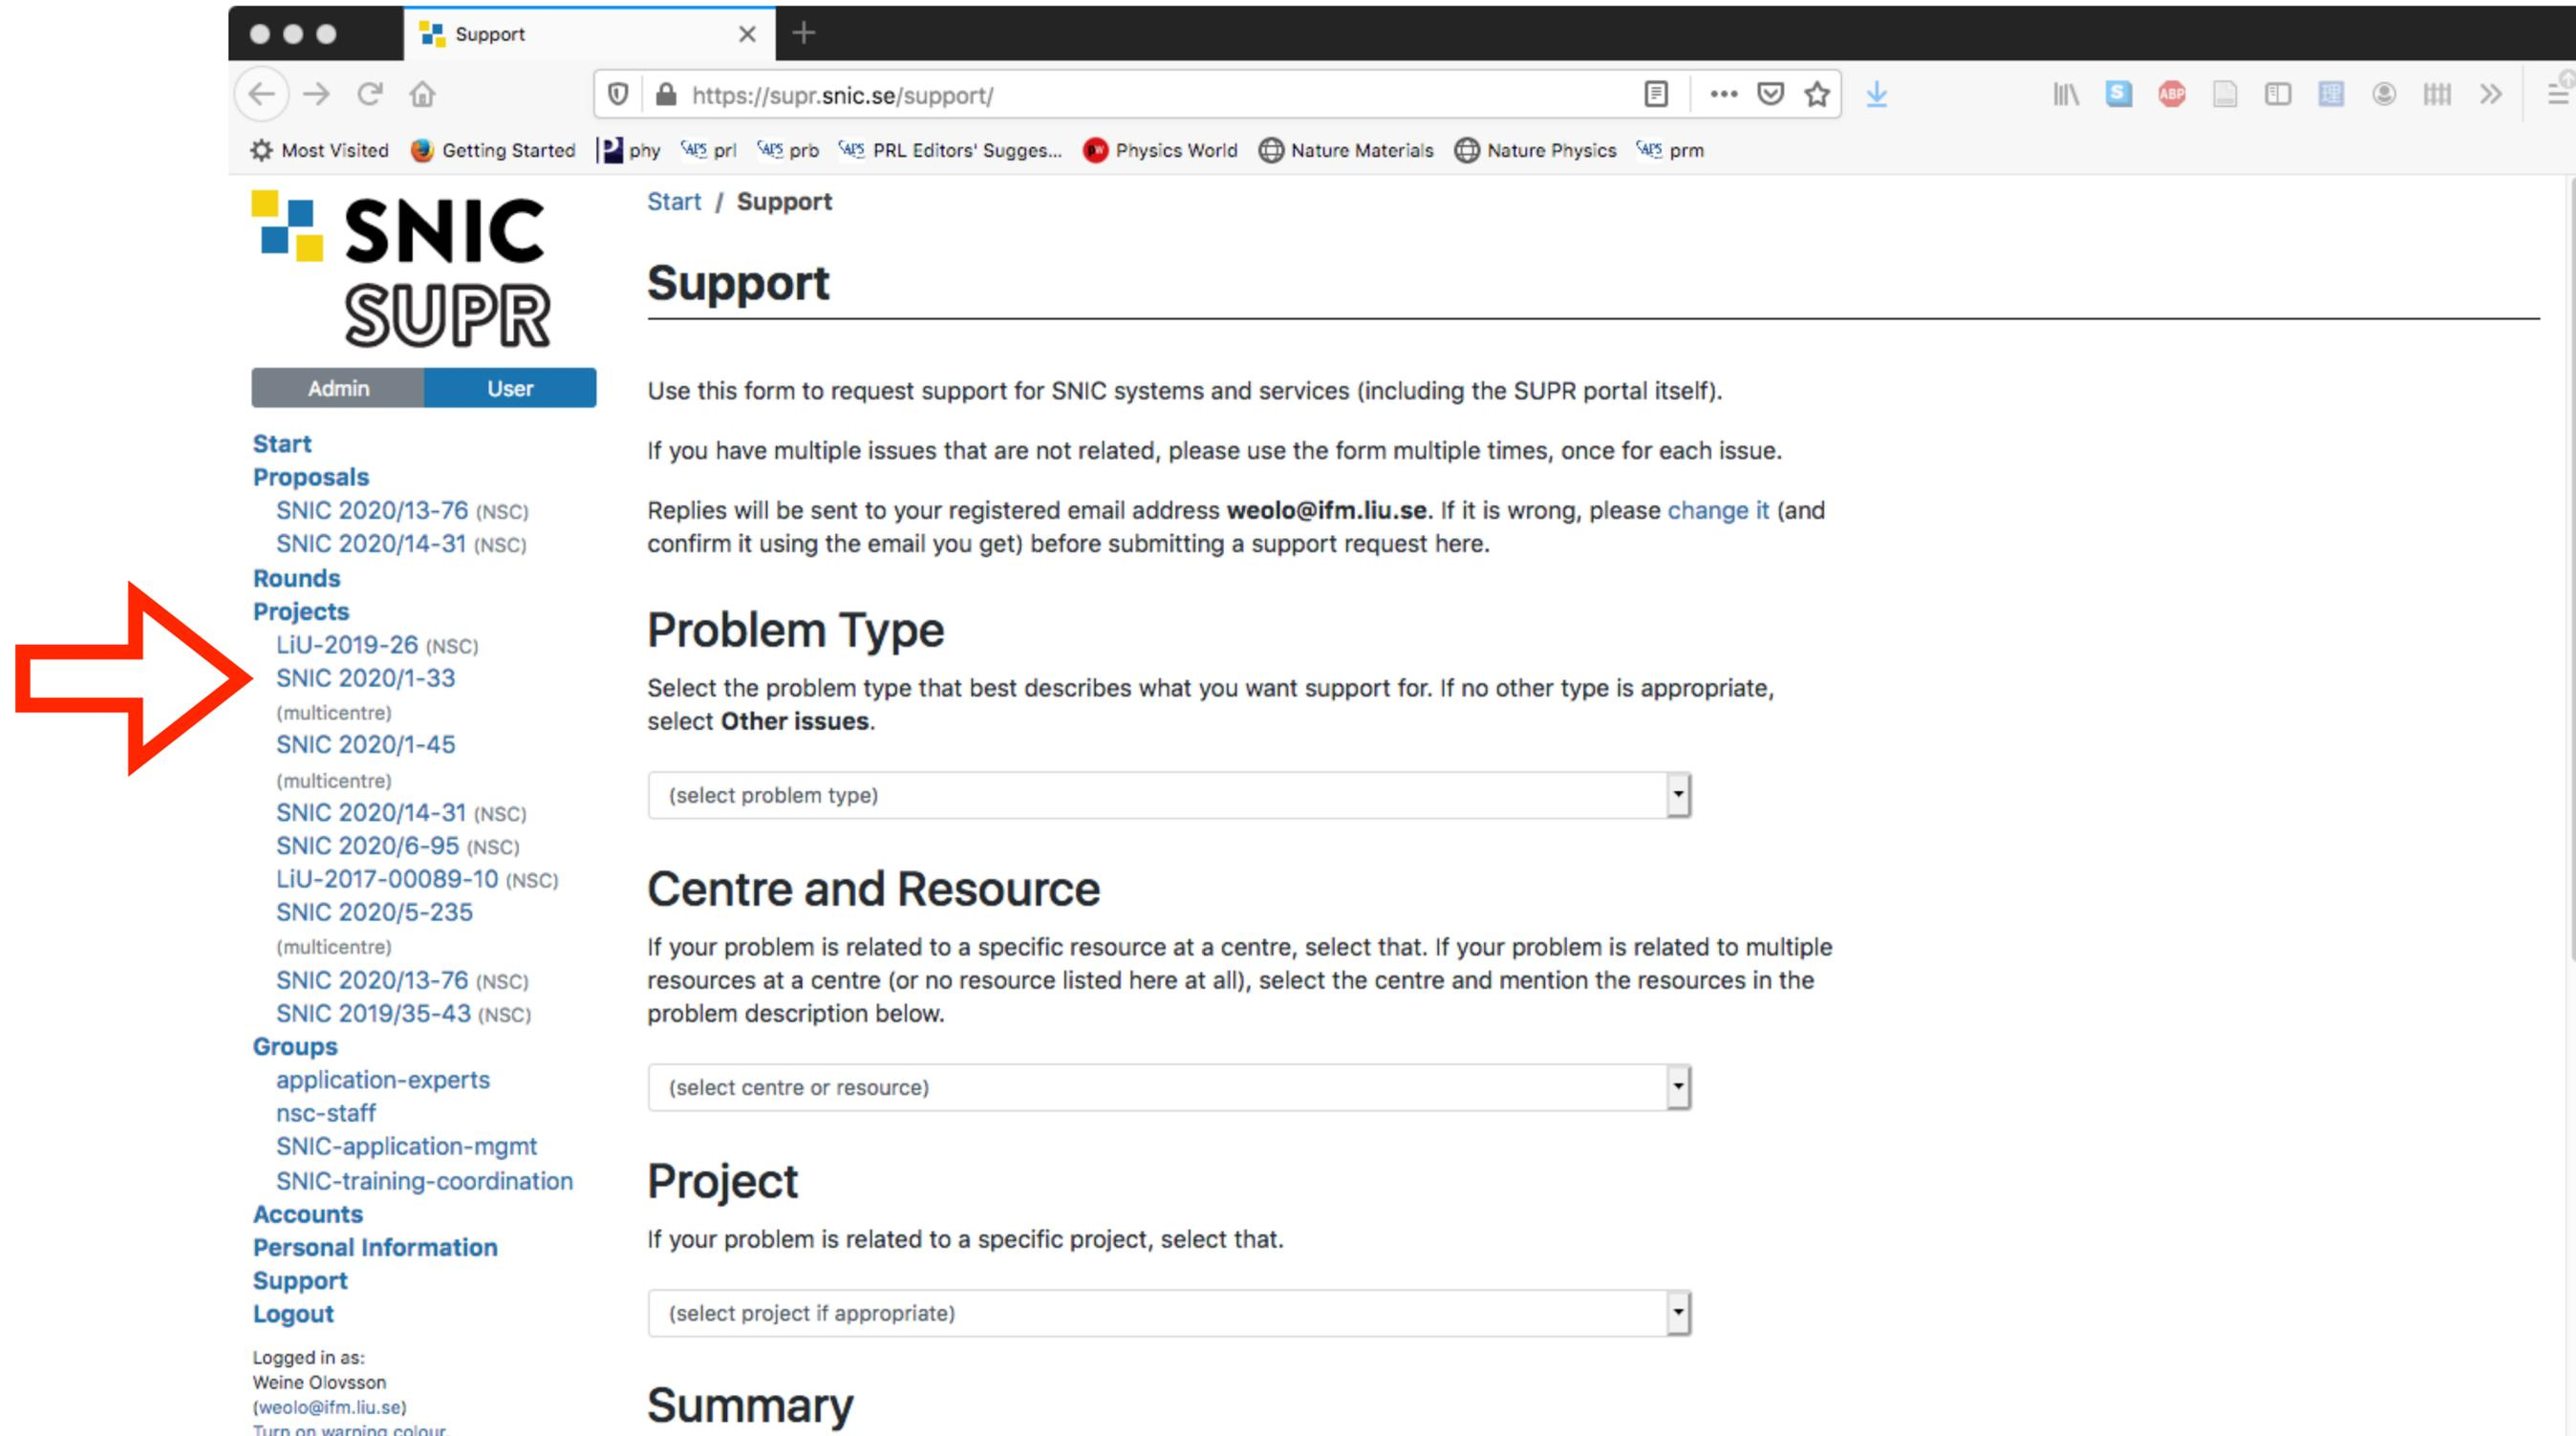 Support
https://supr.snic.se/support/
Most Visited Getting Started phy prl prb PRL Editors' Sugges... Physics World Nature Materials Nature Physics prm
SNIC
SUPR
Admin User
Start
Proposals
SNIC 2020/13-76 (NSC)
SNIC 2020/14-31 (NSC)
Rounds
Projects
LiU-2019-26 (NSC)
SNIC 2020/1-33
(multicentre)
SNIC 2020/1-45
(multicentre)
SNIC 2020/14-31 (NSC)
SNIC 2020/6-95 (NSC)
LiU-2017-00089-10 (NSC)
SNIC 2020/5-235
(multicentre)
SNIC 2020/13-76 (NSC)
SNIC 2019/35-43 (NSC)
Groups
application-experts
nsc-staff
SNIC-application-mgmt
SNIC-training-coordination
Accounts
Personal Information
Support
Logout
Logged in as:
Weine Olovsson
(weolo@ifm.liu.se)
Turn on warning colour.
Start / Support
Support
Use this form to request support for SNIC systems and services (including the SUPR portal itself).
If you have multiple issues that are not related, please use the form multiple times, once for each issue.
Replies will be sent to your registered email address weolo@ifm.liu.se. If it is wrong, please change it (and
confirm it using the email you get) before submitting a support request here.
Problem Type
Select the problem type that best describes what you want support for. If no other type is appropriate,
select Other issues.
(select problem type)
Centre and Resource
If your problem is related to a specific resource at a centre, select that. If your problem is related to multiple
resources at a centre (or no resource listed here at all), select the centre and mention the resources in the
problem description below.
(select centre or resource)
Project
If your problem is related to a specific project, select that.
(select project if appropriate)
Summary